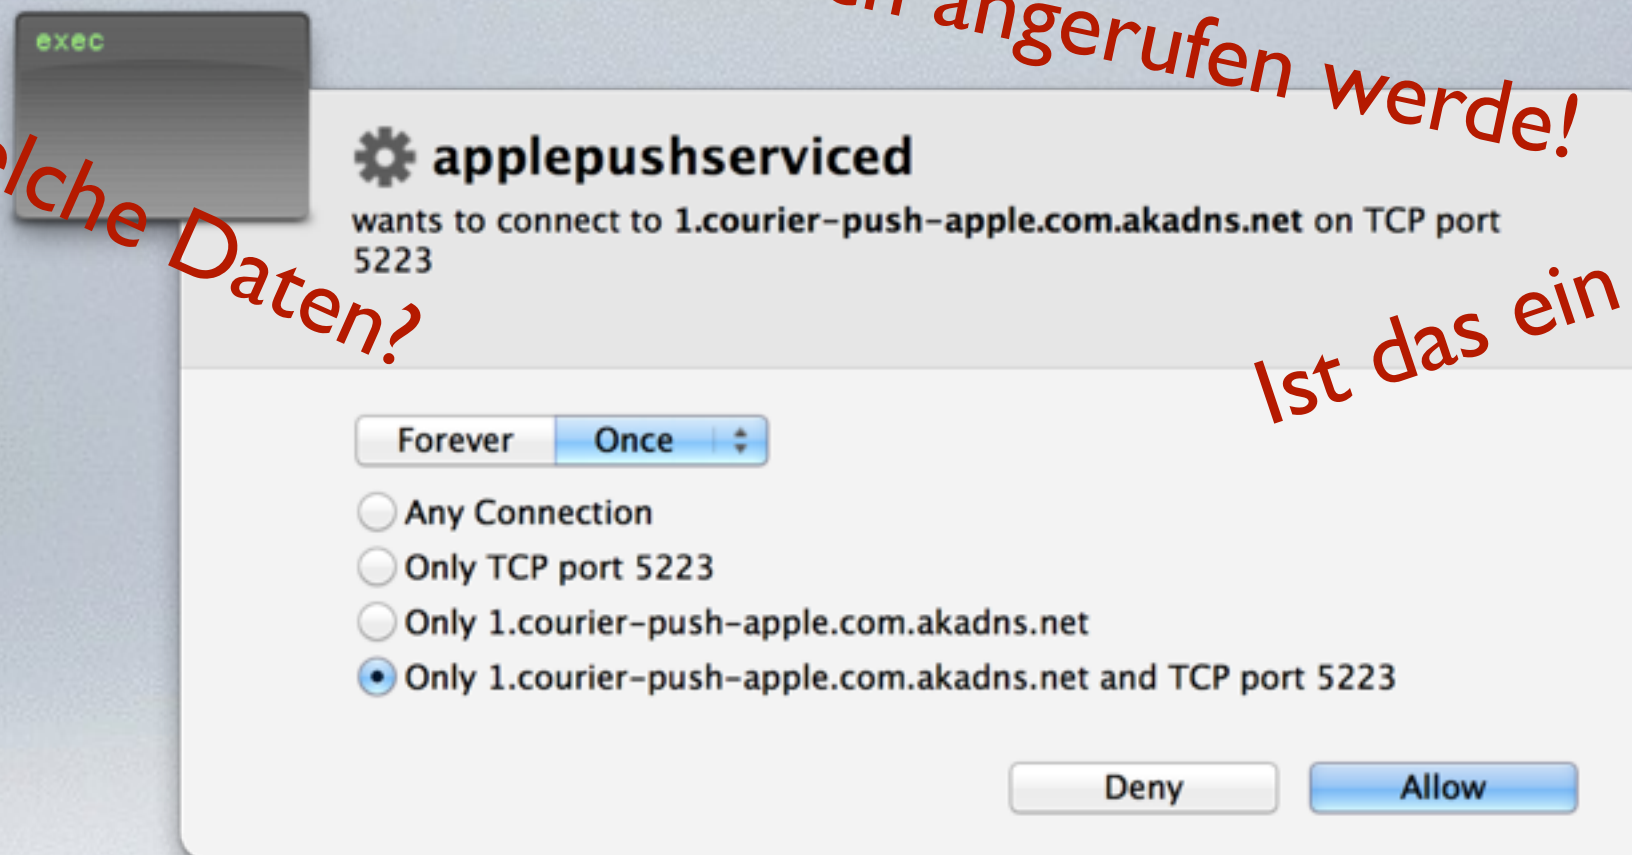 exec
angerufen werde!
applepushserviced
wants to connect to 1.courier-push-apple.com.akadns.net on TCP port
5223
Daten?
Ist das ein
Forever Once
Any Connection
Only TCP port 5223
Only 1.courier-push-apple.com.akadns.net
Only 1.courier-push-apple.com.akadns.net and TCP port 5223
Deny Allow